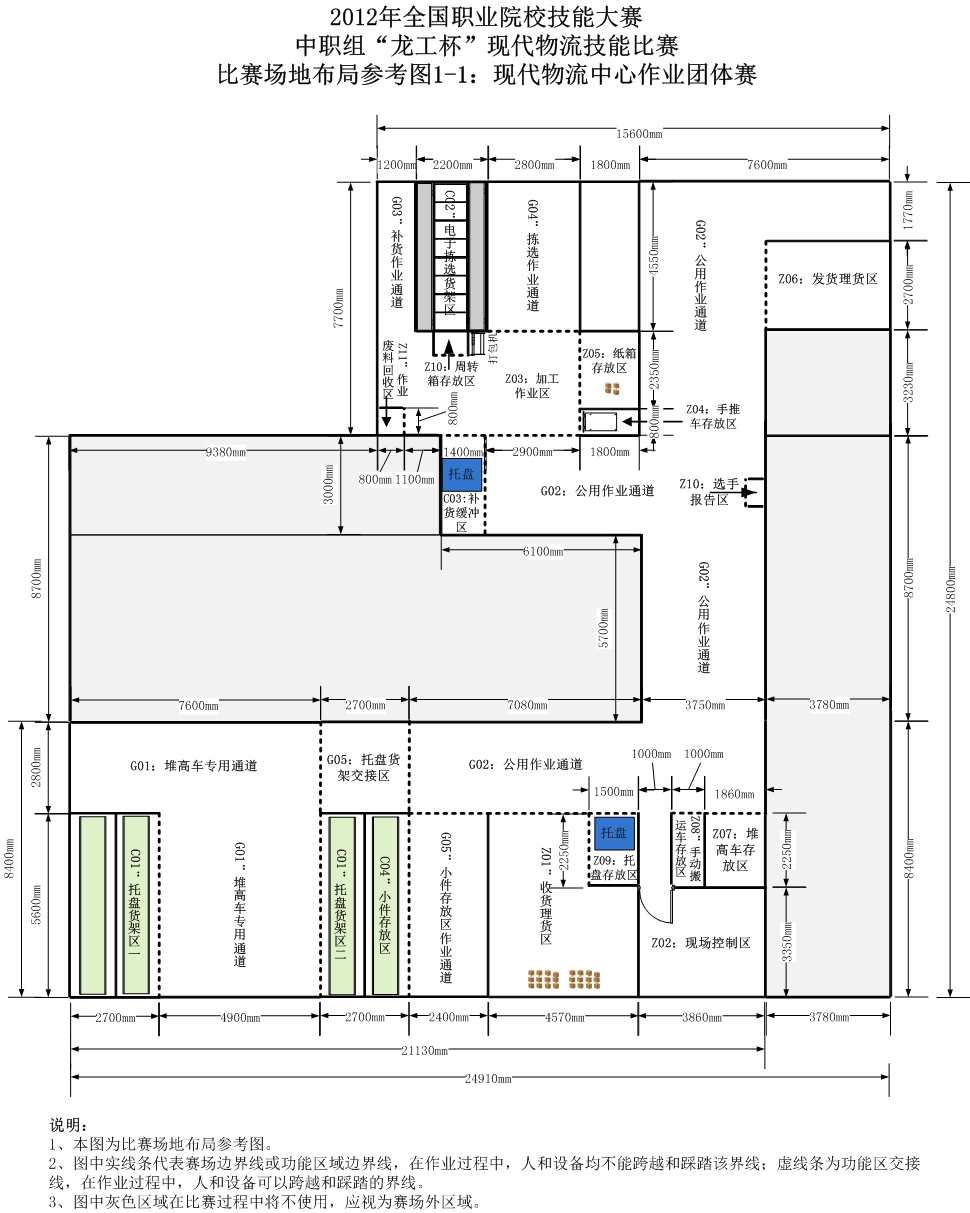 2012年全国职业院校技能大赛
中职组“龙工杯”现代物流技能比赛
比赛场地布局参考图1-1：现代物流中心作业团体赛
15600mm
1200mm
2200mm
2800mm
1800mm
7600mm
1770mm
G03：补货作业通道
C02：电子拣选货架区
G04：拣选作业通道
4550mm
G02：公用作业通道
Z06：发货理货区
2700mm
7700mm
24800mm
废料回收区
Z11：作业
Z10：周转
箱存放区
打包机
Z03：加工
作业区
Z05：纸箱
存放区
2350mm
3230mm
800mm
800mm
Z04：手推
车存放区
9380mm
800mm
1100mm
1400mm
2900mm
1800mm
3000mm
托盘
C03:补
货缓冲
区
G02：公用作业通道
Z10：选手
报告区
8700mm
6100mm
5700mm
G02：公用作业通道
8700mm
7600mm
2700mm
7080mm
3750mm
3780mm
2800mm
G01：堆高车专用通道
G05：托盘货
架交接区
G02：公用作业通道
1000mm
1000mm
1500mm
1860mm
8400mm
5600mm
C01：托盘货架区一
G01：堆高车专用通道
C01：托盘货架区二
C04：小件存放区
G05：小件存放区作业通道
Z01：收货理货区
2250mm
托盘
Z09：托
盘存放区
运车存放区
Z08：手动搬
Z07：堆
高车存
放区
2250mm
8400mm
Z02：现场控制区
3350mm
2700mm
4900mm
2700mm
2400mm
4570mm
3860mm
3780mm
21130mm
24910mm
说明：
1、本图为比赛场地布局参考图。
2、图中实线条代表赛场边界线或功能区域边界线，在作业过程中，人和设备均不能跨越和踩踏该界线；虚线条为功能区交接
线，在作业过程中，人和设备可以跨越和踩踏的界线。
3、图中灰色区域在比赛过程中将不使用，应视为赛场外区域。